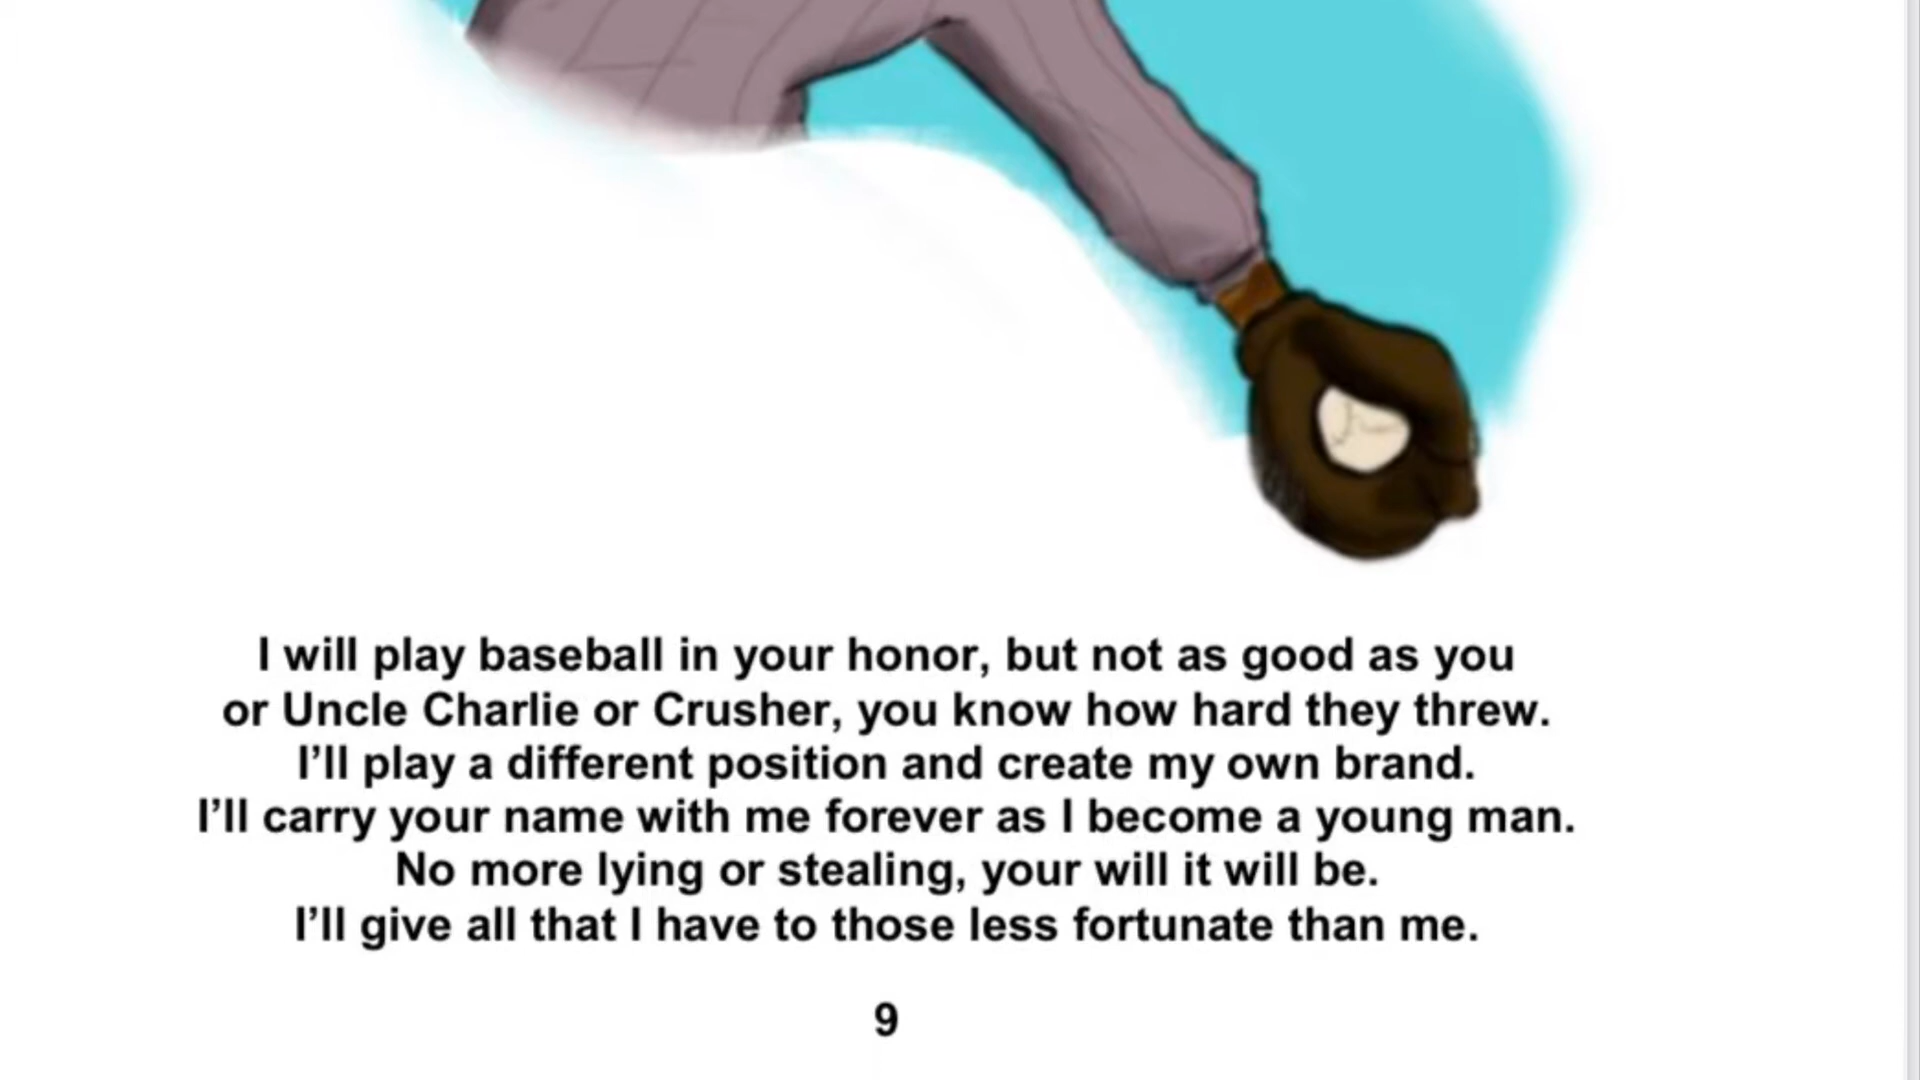 I will play baseball in your honor, but not as good as you
or Uncle Charlie or Crusher, you know how hard they threw.
I’ll play a different position and create my own brand.
I’ll carry your name with me forever as I become a young man.
No more lying or stealing, your will it will be.
I’ll give all that I have to those less fortunate than me.
9